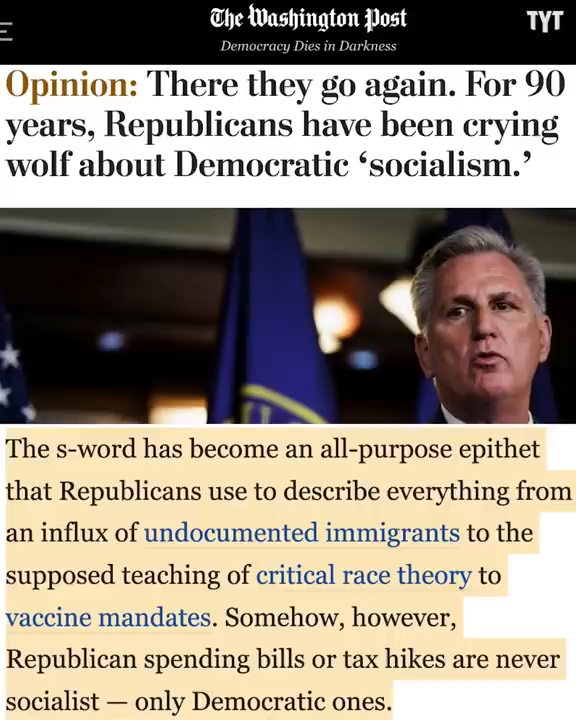 The Washington Post
TYT
Democracy Dies in Darkness
Opinion: There they go again. For 90
years, Republicans have been crying
wolf about Democratic ‘socialism.’
The s-word has become an all-purpose epithet
that Republicans use to describe everything from
an influx of undocumented immigrants to the
supposed teaching of critical race theory to
vaccine mandates. Somehow, however,
Republican spending bills or tax hikes are never
socialist — only Democratic ones.